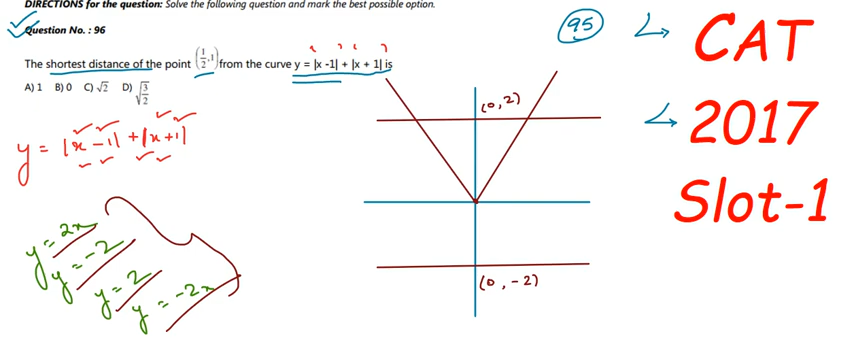 DIRECTIONS for the question: Solve the following question and mark the best possible option.
Question No. : 96
The shortest distance of the point (1/2, 1) from the curve y = |x -1| + |x + 1| is
A) 1 B) 0 C) √2 D) √(3/2)
y = |x - 1| + |x + 1|
y = 2x
y = -2
y = 2
y = -2x
(0, 2)
(0, -2)
95
CAT
2017
Slot-1